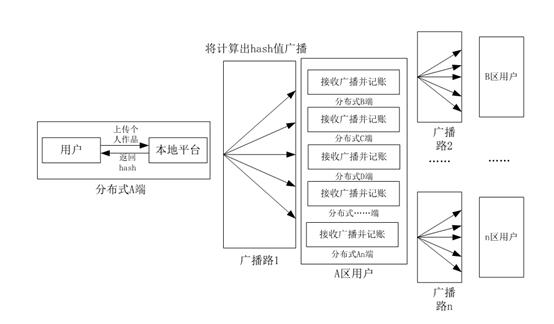 将计算出hash值广播
用户
上传个
人作品
返回
hash
本地平台
分布式A端
广播路1
接收广播并记账
分布式B端
接收广播并记账
分布式C端
接收广播并记账
分布式D端
接收广播并记账
分布式……端
接收广播并记账
分布式An端
A区用户
广播
路2
……
广播
路n
B区用户
……
n区用户